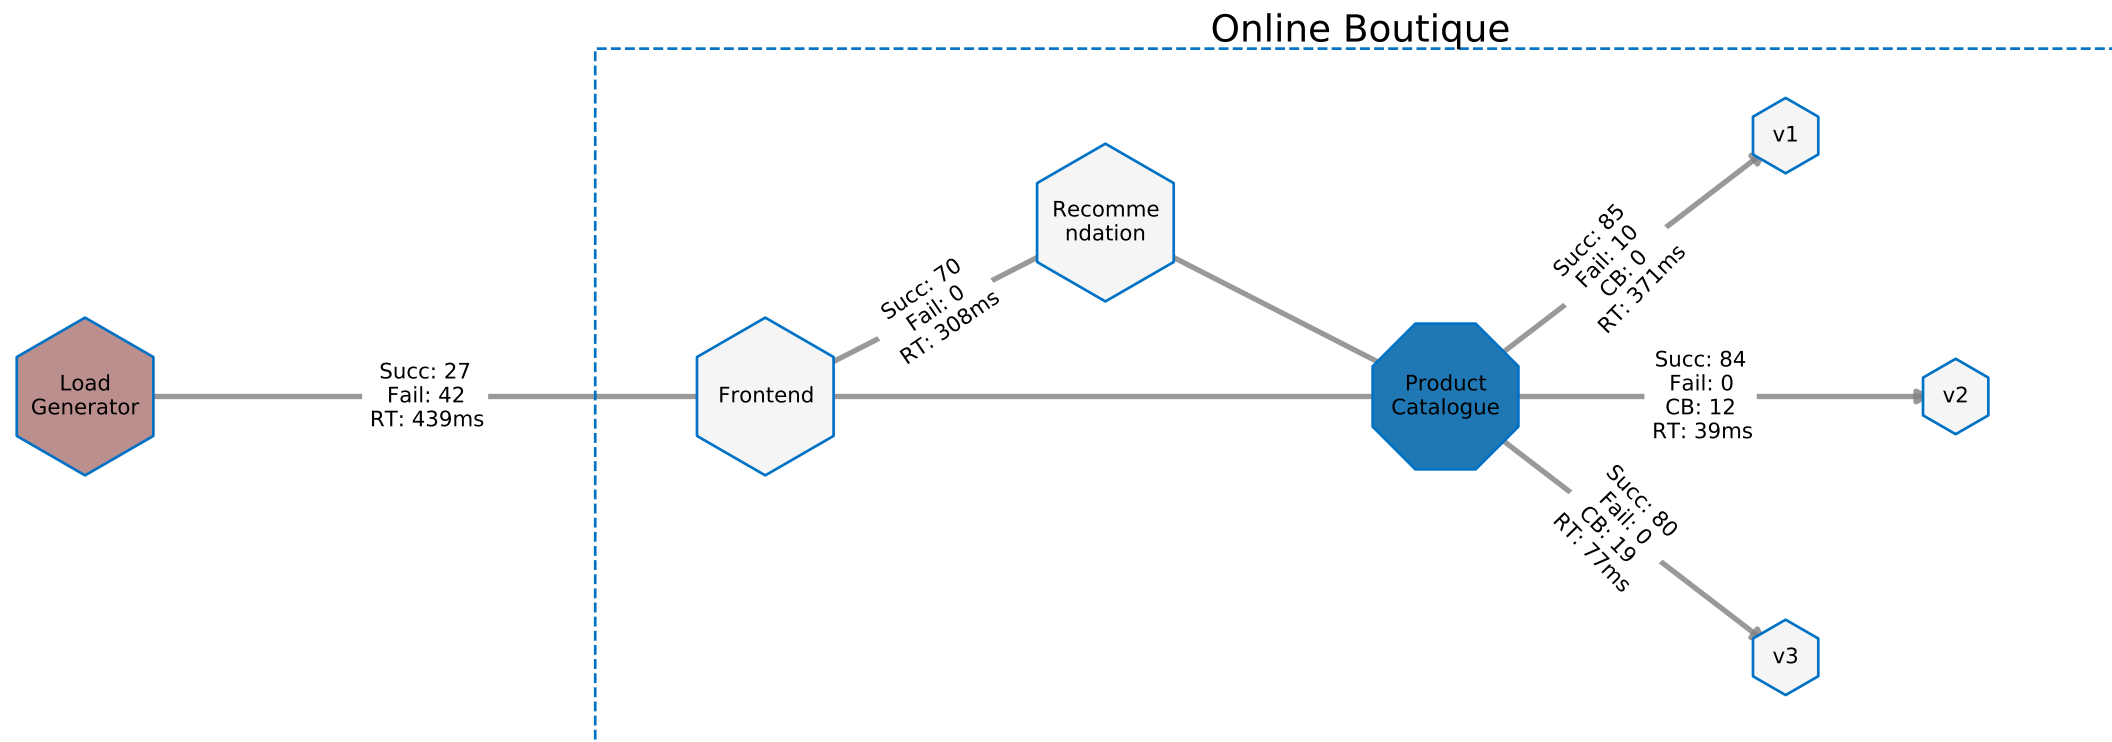 Online Boutique
Load
Generator
Succ: 27
Fail: 42
RT: 439ms
Frontend
Succ: 70
Fail: 0
RT: 308ms
Recomme
ndation
Product
Catalogue
Succ: 85
Fail: 10
CB: 0
RT: 371ms
v1
Succ: 84
Fail: 0
CB: 12
RT: 39ms
v2
Succ: 80
Fail: 0
CB: 19
RT: 77ms
v3